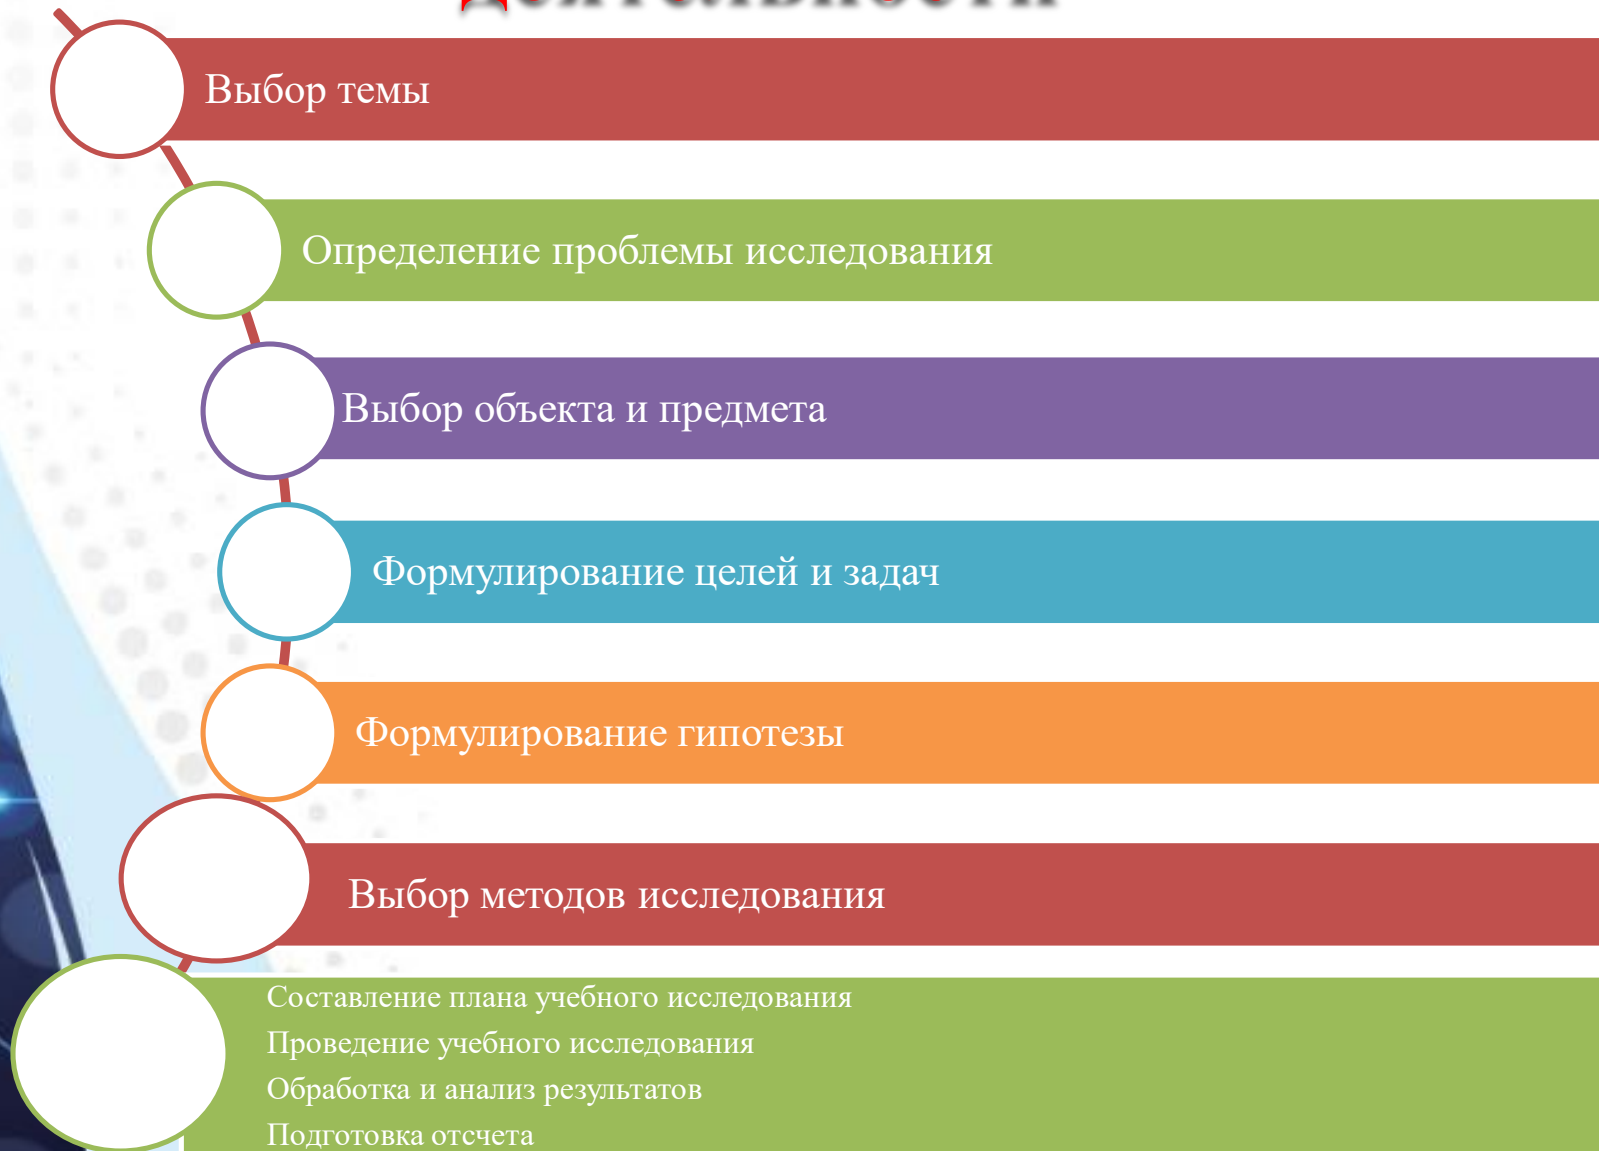 Выбор темы
Определение проблемы исследования
Выбор объекта и предмета
Формулирование целей и задач
Формулирование гипотезы
Выбор методов исследования
Составление плана учебного исследования
Проведение учебного исследования
Обработка и анализ результатов
Подготовка отсчета